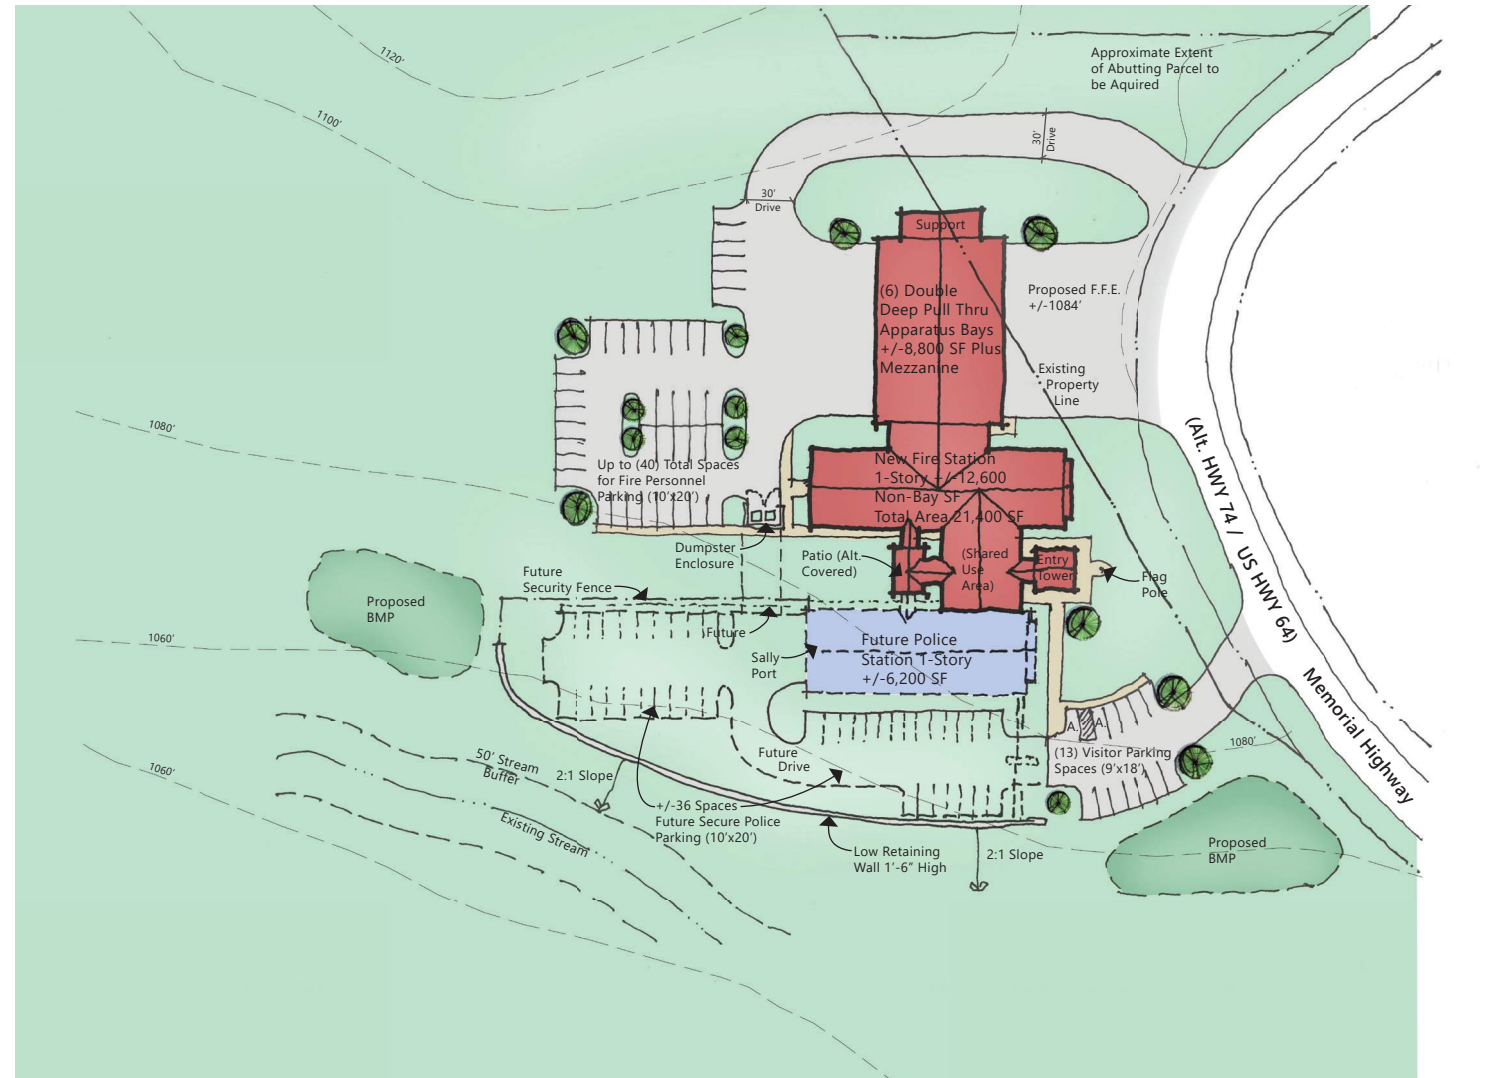 1120'
Approximate Extent
of Abutting Parcel to
be Aquired
1100'
30'
Drive
30'
Drive
Support
(6) Double
Deep Pull Thru
Apparatus Bays
+/-8,800 SF Plus
Mezzanine
Proposed F.F.E.
+/-1084'
Existing
Property
Line
1080'
(Alt. HWY 74 / US HWY 64) Memorial Highway
Up to (40) Total Spaces
for Fire Personnel
Parking (10'x20')
New Fire Station
1-Story +/-12,600
Non-Bay SF
Total Area 21,400 SF
Dumpster
Enclosure
Patio (Alt.
Covered)
(Shared
Use
Area)
Entry
Tower
Flag
Pole
Future
Security Fence
Proposed
BMP
Future
Sally
Port
Future Police
Station 1-Story
+/-6,200 SF
1060'
A.
A.
1080'
(13) Visitor Parking
Spaces (9'x18')
Future
Drive
50' Stream
Buffer
2:1 Slope
1060'
+/-36 Spaces
Future Secure Police
Parking (10'x20')
Existing Stream
Low Retaining
Wall 1'-6" High
2:1 Slope
Proposed
BMP